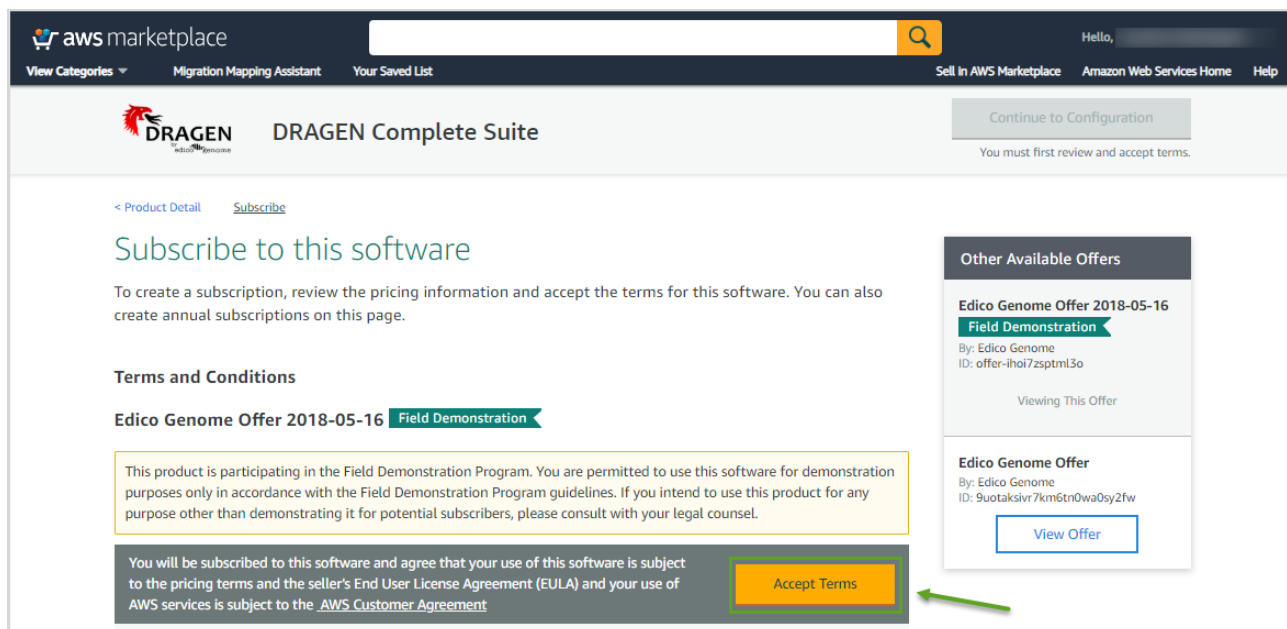 aws marketplace
Hello,
View Categories
Migration Mapping Assistant
Your Saved List
Sell in AWS Marketplace
Amazon Web Services Home
Help
DRAGEN
by edico genome
DRAGEN Complete Suite
Continue to Configuration
You must first review and accept terms.
< Product Detail
Subscribe
Subscribe to this software
To create a subscription, review the pricing information and accept the terms for this software. You can also
create annual subscriptions on this page.
Terms and Conditions
Edico Genome Offer 2018-05-16
Field Demonstration
This product is participating in the Field Demonstration Program. You are permitted to use this software for demonstration
purposes only in accordance with the Field Demonstration Program guidelines. If you intend to use this product for any
purpose other than demonstrating it for potential subscribers, please consult with your legal counsel.
You will be subscribed to this software and agree that your use of this software is subject
to the pricing terms and the seller's End User License Agreement (EULA) and your use of
AWS services is subject to the AWS Customer Agreement
Accept Terms
Other Available Offers
Edico Genome Offer 2018-05-16
Field Demonstration
By: Edico Genome
ID: offer-ihoi7zsptml3o
Viewing This Offer
Edico Genome Offer
By: Edico Genome
ID: 9uotaksivr7km6tn0wa0sy2fw
View Offer